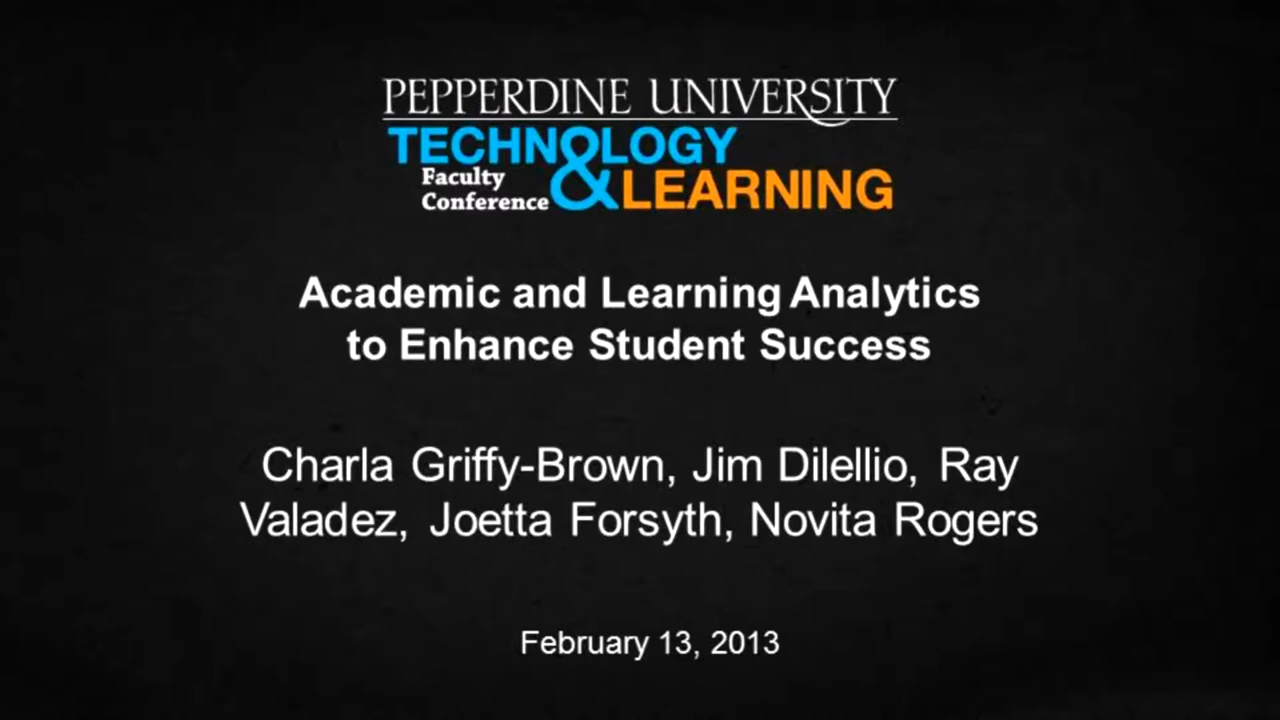 PEPPERDINE UNIVERSITY
TECHNOLOGY
Faculty
Conference
& LEARNING
Academic and Learning Analytics
to Enhance Student Success
Charla Griffy-Brown, Jim Dilellio, Ray
Valadez, Joetta Forsyth, Novita Rogers
February 13, 2013